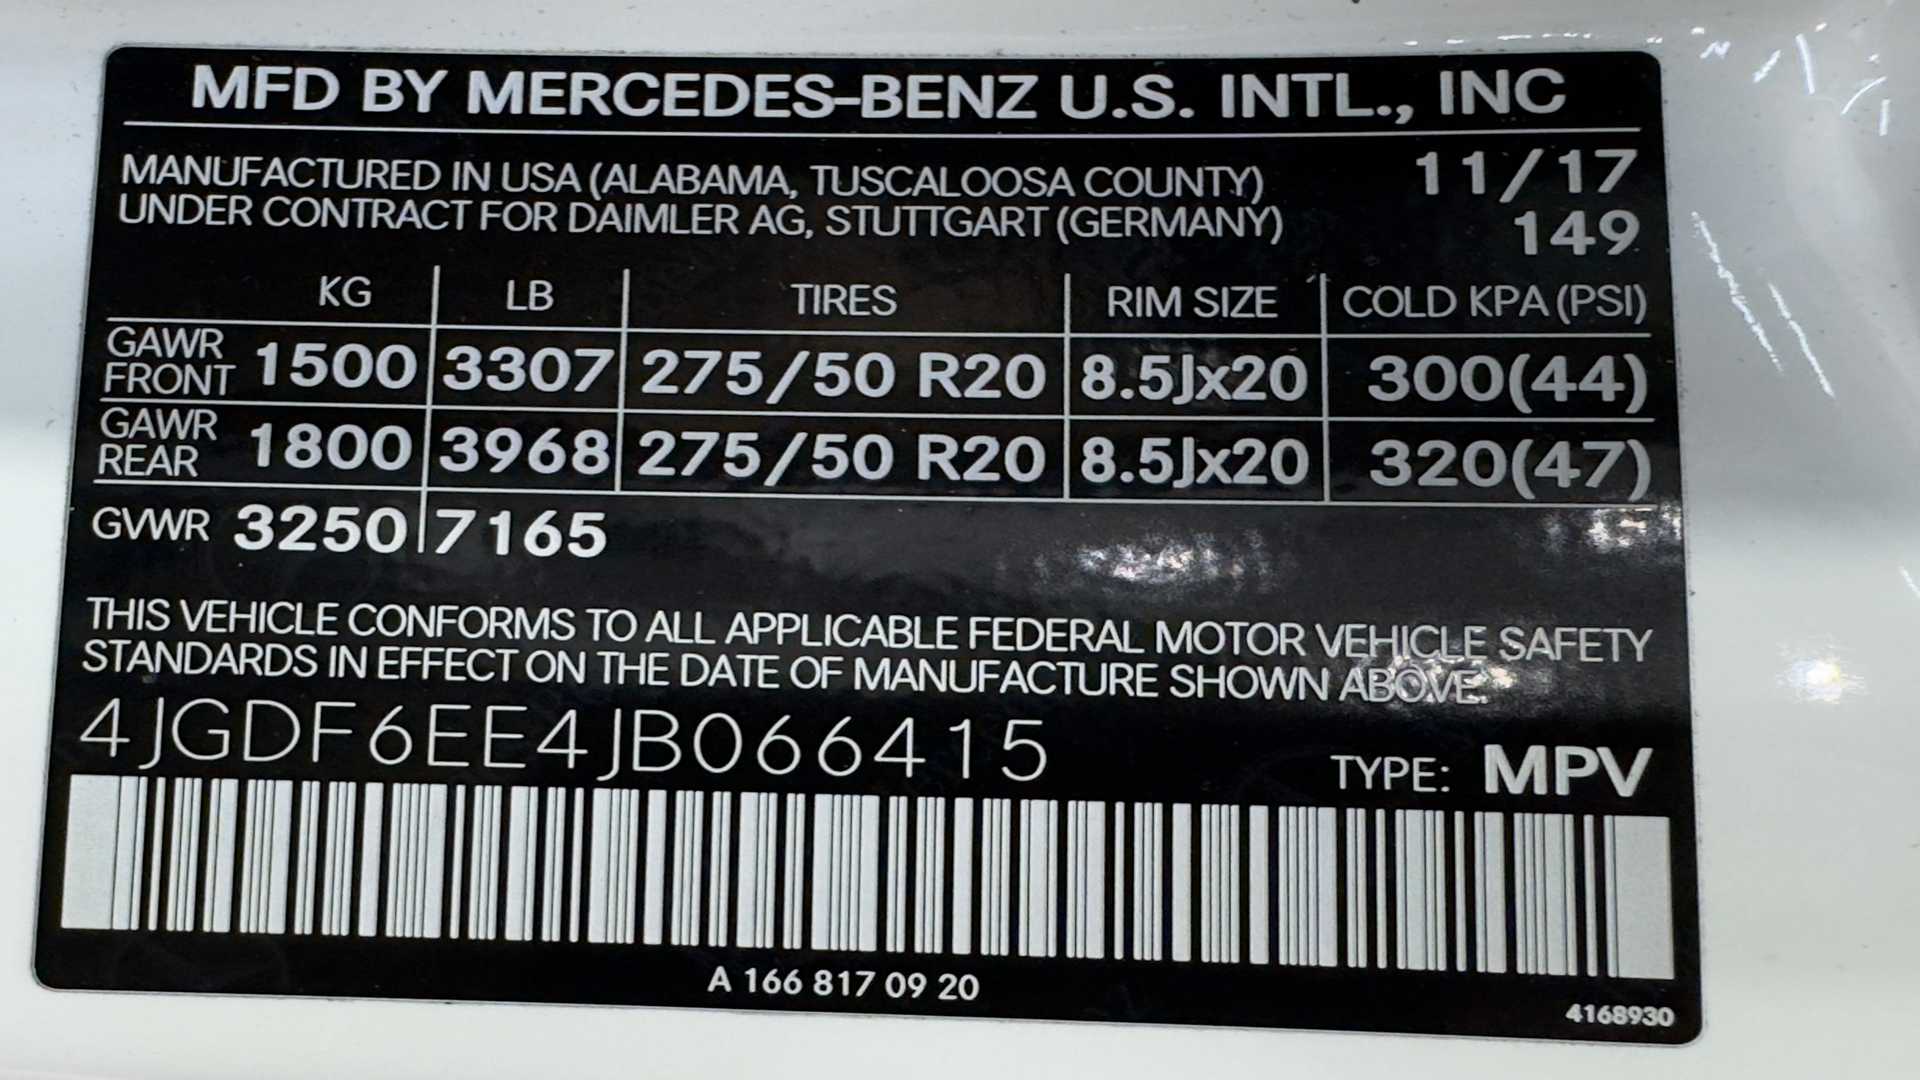 MFD BY MERCEDES-BENZ U.S. INTL., INC
MANUFACTURED IN USA (ALABAMA, TUSCALOOSA COUNTY) 11/17
UNDER CONTRACT FOR DAIMLER AG, STUTTGART (GERMANY) 149
KG LB TIRES RIM SIZE COLD KPA (PSI)
GAWR FRONT 1500 3307 275/50 R20 8.5Jx20 300(44)
GAWR REAR 1800 3968 275/50 R20 8.5Jx20 320(47)
GVWR 3250 7165
THIS VEHICLE CONFORMS TO ALL APPLICABLE FEDERAL MOTOR VEHICLE SAFETY
STANDARDS IN EFFECT ON THE DATE OF MANUFACTURE SHOWN ABOVE.
4JGDF6EE4JB066415 TYPE: MPV
A 166 817 09 20
4168930